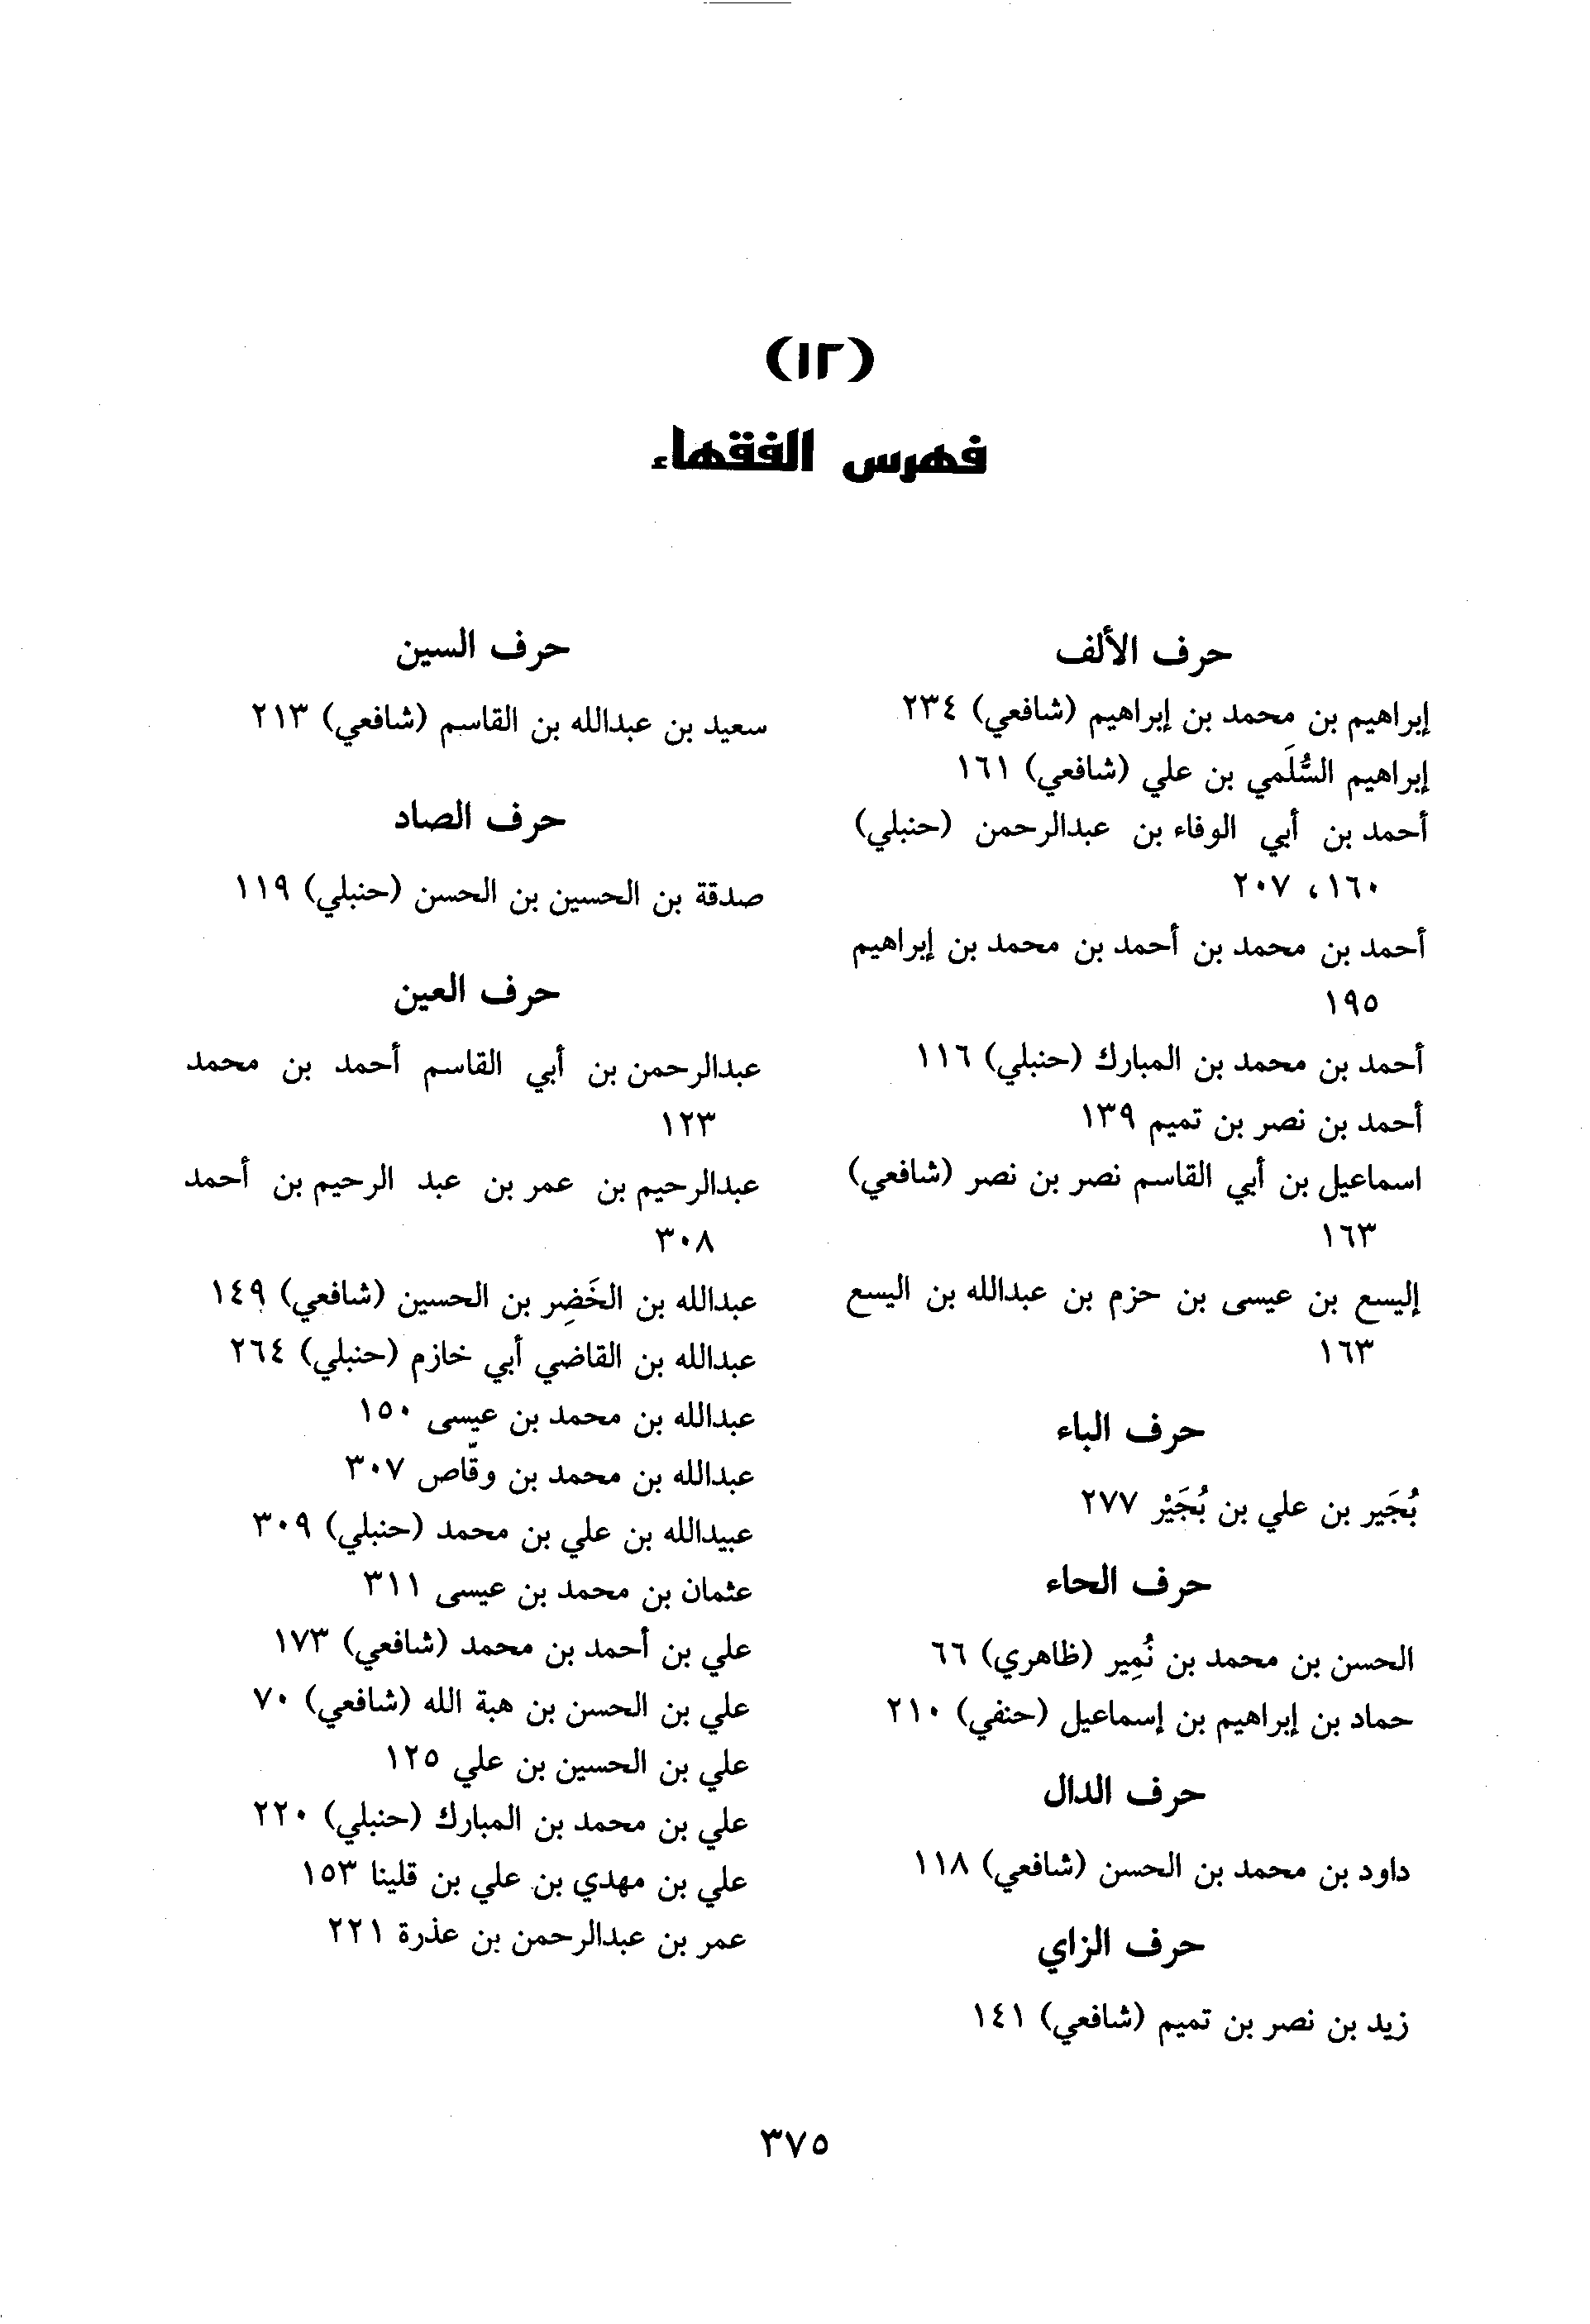 (١٢)
فهرس الفقهاء
حرف الألف
إبراهيم بن محمد بن إبراهيم (شافعي) ٢٣٤
إبراهيم السُّلَمي بن علي (شافعي) ١٦١
أحمد بن أبي الوفاء بن عبدالرحمن (حنبلي)
١٦٠، ٢٠٧
أحمد بن محمد بن أحمد بن محمد بن إبراهيم
١٩٥
أحمد بن محمد بن المبارك (حنبلي) ١١٦
أحمد بن نصر بن تميم ١٣٩
اسماعيل بن أبي القاسم نصر بن نصر (شافعي)
١٦٣
إليسع بن عيسى بن حزم بن عبدالله بن اليسع
١٦٣
حرف الباء
بُجَير بن علي بن بُجَيْر ٢٧٧
حرف الحاء
الحسن بن محمد بن نُمِير (ظاهري) ٦٦
حماد بن إبراهيم بن إسماعيل (حنفي) ٢١٠
حرف الدال
داود بن محمد بن الحسن (شافعي) ١١٨
حرف الزاي
زيد بن نصر بن تميم (شافعي) ١٤١
حرف السين
سعيد بن عبدالله بن القاسم (شافعي) ٢١٣
حرف الصاد
صدقة بن الحسين بن الحسن (حنبلي) ١١٩
حرف العين
عبدالرحمن بن أبي القاسم أحمد بن محمد
١٢٣
عبدالرحيم بن عمر بن عبد الرحيم بن أحمد
٣٠٨
عبدالله بن الخَضِر بن الحسين (شافعي) ١٤٩
عبدالله بن القاضي أبي خازم (حنبلي) ٢٦٤
عبدالله بن محمد بن عيسى ١٥٠
عبدالله بن محمد بن وقّاص ٣٠٧
عبيدالله بن علي بن محمد (حنبلي) ٣٠٩
عثمان بن محمد بن عيسى ٣١١
علي بن أحمد بن محمد (شافعي) ١٧٣
علي بن الحسن بن هبة الله (شافعي) ٧٠
علي بن الحسين بن علي ١٢٥
علي بن محمد بن المبارك (حنبلي) ٢٢٠
علي بن مهدي بن علي بن قلينا ١٥٣
عمر بن عبدالرحمن بن عذرة ٢٢١
٣٧٥